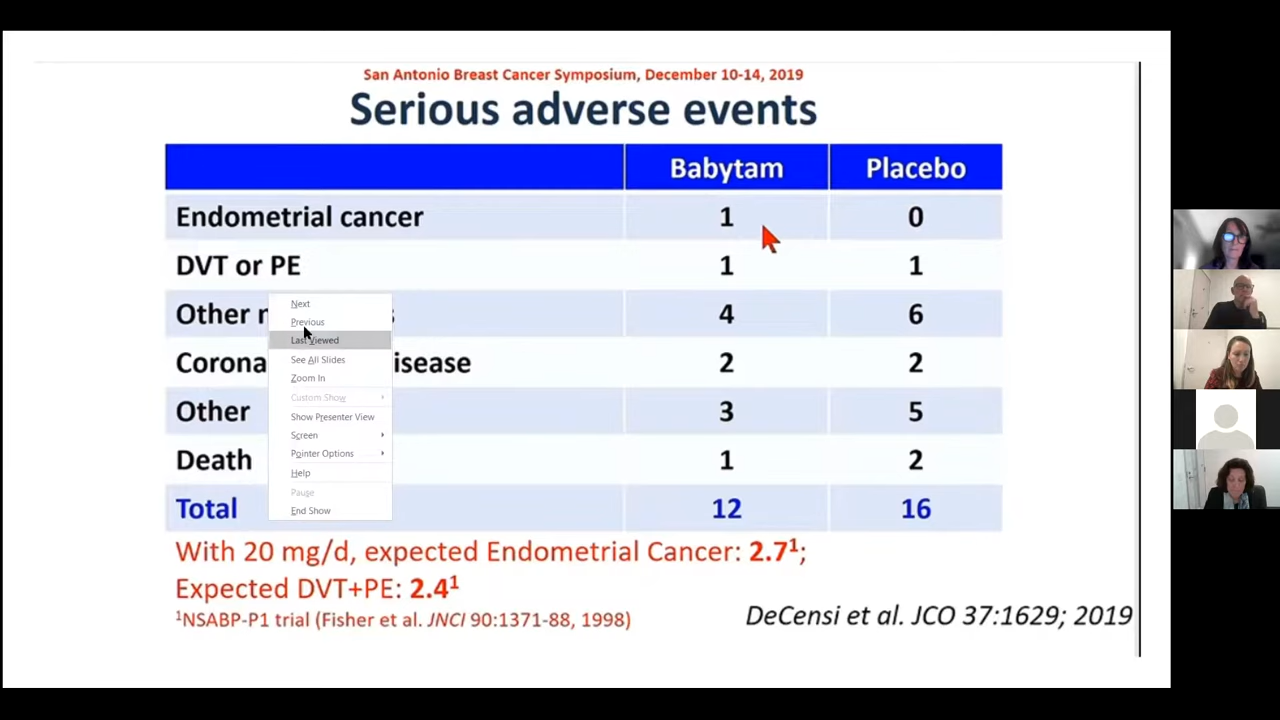 San Antonio Breast Cancer Symposium, December 10-14, 2019
Serious adverse events
Babytam Placebo
Endometrial cancer 1 0
DVT or PE 1 1
Other 4 6
2 2
Other 3 5
Death 1 2
Total 12 16
Next
Previous
Last Viewed
See All Slides
Zoom In
Custom Show
Show Presenter View
Screen
Pointer Options
Help
Pause
End Show
With 20 mg/d, expected Endometrial Cancer: 2.7¹;
Expected DVT+PE: 2.4¹
¹NSABP-P1 trial (Fisher et al. JNCI 90:1371-88, 1998)
DeCensi et al. JCO 37:1629; 2019